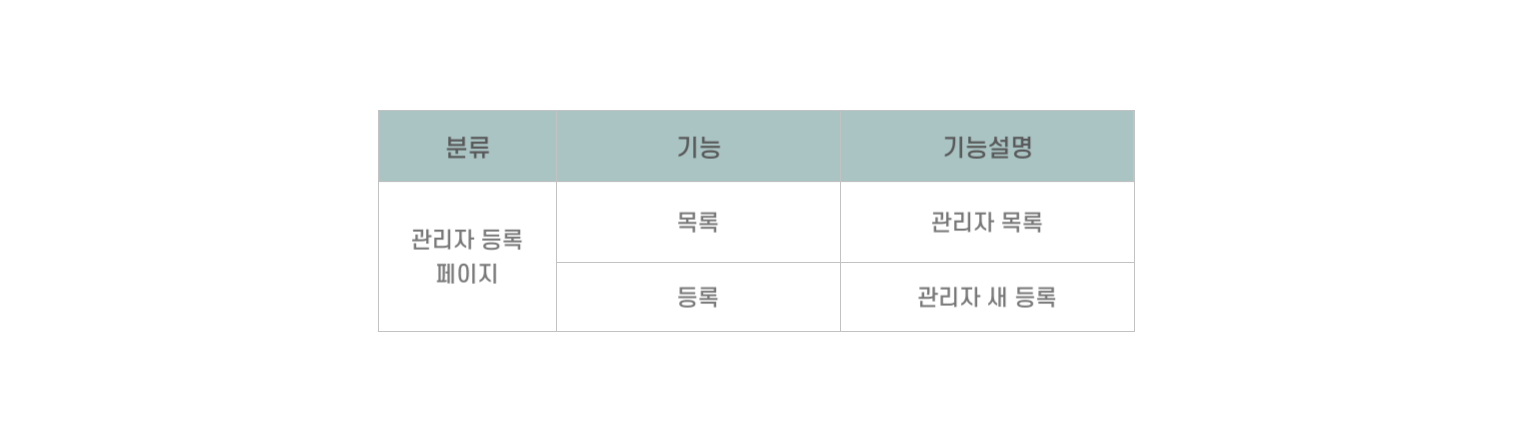 분류 기능 기능설명
목록 관리자 목록
관리자 등록
페이지
등록 관리자 새 등록